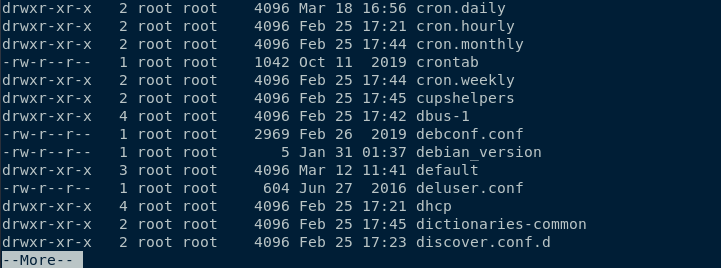 drwxr-xr-x   2 root root    4096 Mar 18 16:56 cron.daily
drwxr-xr-x   2 root root    4096 Feb 25 17:21 cron.hourly
drwxr-xr-x   2 root root    4096 Feb 25 17:44 cron.monthly
-rw-r--r--   1 root root    1042 Oct 11  2019 crontab
drwxr-xr-x   2 root root    4096 Feb 25 17:44 cron.weekly
drwxr-xr-x   2 root root    4096 Feb 25 17:45 cupshelpers
drwxr-xr-x   4 root root    4096 Feb 25 17:42 dbus-1
-rw-r--r--   1 root root    2969 Feb 26  2019 debconf.conf
-rw-r--r--   1 root root       5 Jan 31 01:37 debian_version
drwxr-xr-x   3 root root    4096 Mar 12 11:41 default
-rw-r--r--   1 root root     604 Jun 27  2016 deluser.conf
drwxr-xr-x   4 root root    4096 Feb 25 17:21 dhcp
drwxr-xr-x   2 root root    4096 Feb 25 17:45 dictionaries-common
drwxr-xr-x   2 root root    4096 Feb 25 17:23 discover.conf.d
--More--